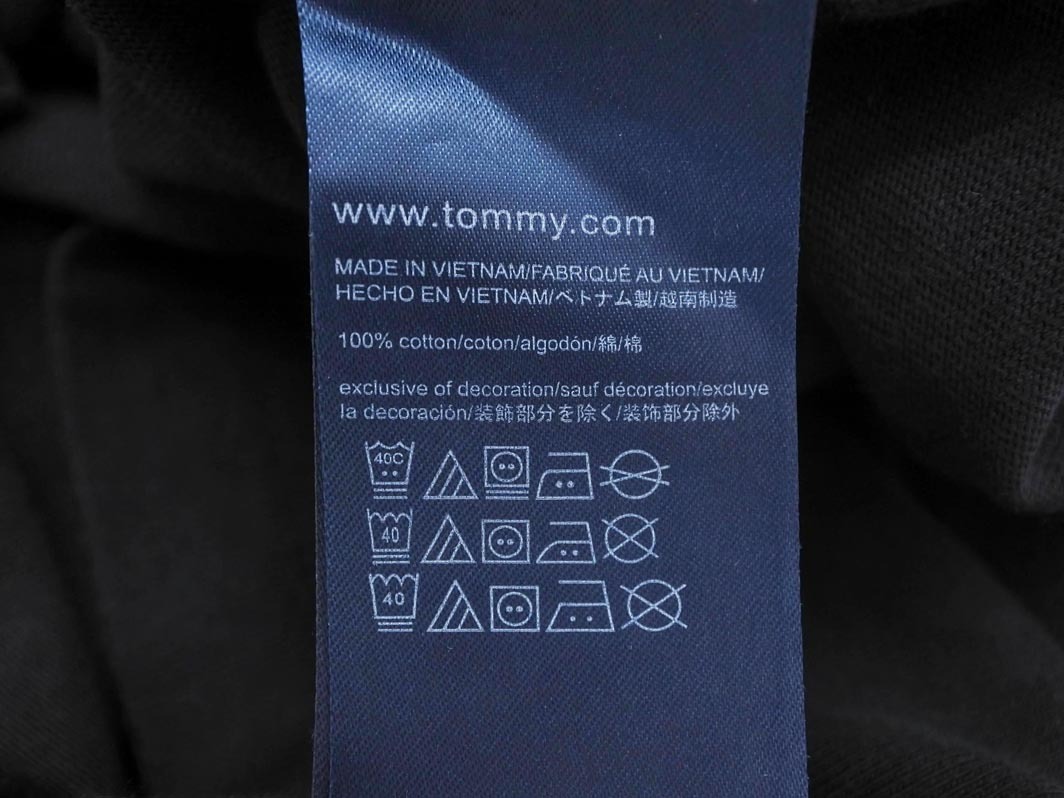 www.tommy.com
MADE IN VIETNAM/FABRIQUÉ AU VIETNAM/
HECHO EN VIETNAM/ベトナム製/越南制造
100% cotton/coton/algodón/綿/棉
exclusive of decoration/sauf décoration/excluye
la decoración/装飾部分を除く/装饰部分除外
40C
40
40